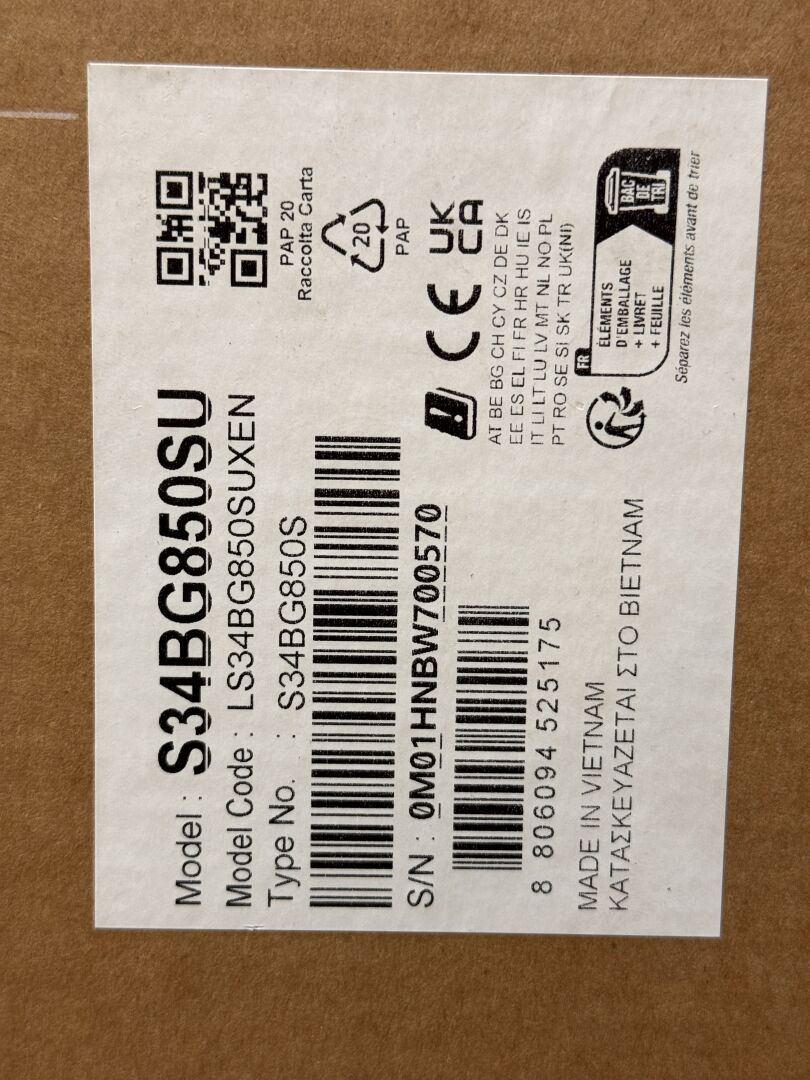 Model : S34BG850SU
Model Code : LS34BG850SUXEN
Type No. : S34BG850S
S/N : 0M01HNBW700570
8 806094 525175
MADE IN VIETNAM
ΚΑΤΑΣΚΕΥΑΖΕΤΑΙ ΣΤΟ ΒΙΕΤΝΑΜ
PAP 20
Raccolta Carta
20
PAP
CE UK CA
AT BE BG CH CY CZ DE DK
EE ES EL FI FR HR HU IE IS
IT LI LT LU LV MT NL NO PL
PT RO SE SI SK TR UK(NI)
FR
ÉLÉMENTS
D'EMBALLAGE
+ LIVRET
+ FEUILLE
BAC
DE
TRI
Séparez les éléments avant de trier